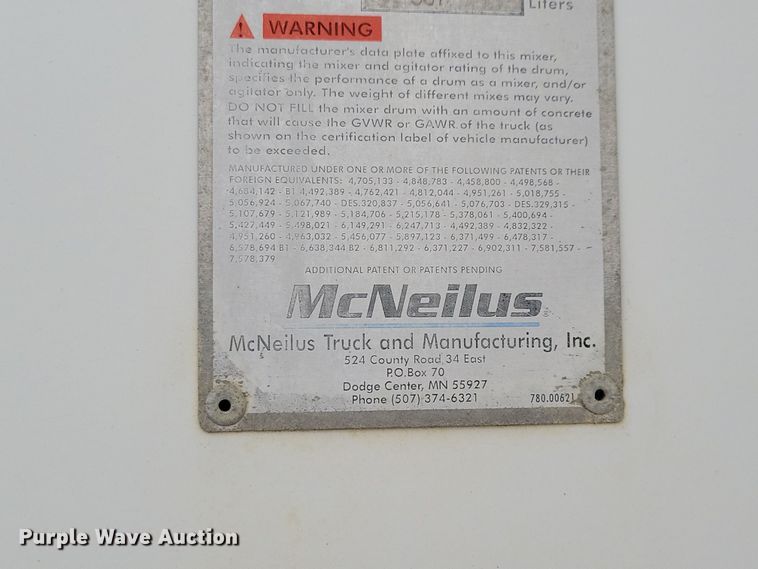 Liters
WARNING
The manufacturer's data plate affixed to this mixer,
indicating the mixer and agitator rating of the drum,
specifies the performance of a drum as a mixer, and/or
agitator only. The weight of different mixes may vary.
DO NOT FILL the mixer drum with an amount of concrete
that will cause the GVWR or GAWR of the truck (as
shown on the certification label of vehicle manufacturer)
to be exceeded.
MANUFACTURED UNDER ONE OR MORE OF THE FOLLOWING PATENTS OR THEIR
FOREIGN EQUIVALENTS: 4,705,133 - 4,848,783 - 4,458,800 - 4,498,568 -
4,684,142 - B1 4,492,389 - 4,762,421 - 4,812,044 - 4,951,261 - 5,018,755 -
5,056,924 - 5,067,740 - DES.320,837 - 5,056,641 - 5,076,703 - DES.329,315 -
5,107,679 - 5,121,989 - 5,184,706 - 5,215,178 - 5,378,061 - 5,400,694 -
5,427,449 - 5,498,021 - 6,149,291 - 6,247,713 - 4,492,389 - 4,832,322 -
4,951,260 - 4,963,032 - 5,456,077 - 5,897,123 - 6,371,499 - 6,478,317 -
6,578,694 B1 - 6,638,344 B2 - 6,811,292 - 6,371,227 - 6,902,311 - 7,581,557 -
7,578,379
ADDITIONAL PATENT OR PATENTS PENDING
McNeilus
McNeilus Truck and Manufacturing, Inc.
524 County Road 34 East
P.O.Box 70
Dodge Center, MN 55927
Phone (507) 374-6321
780.00621
Purple Wave Auction